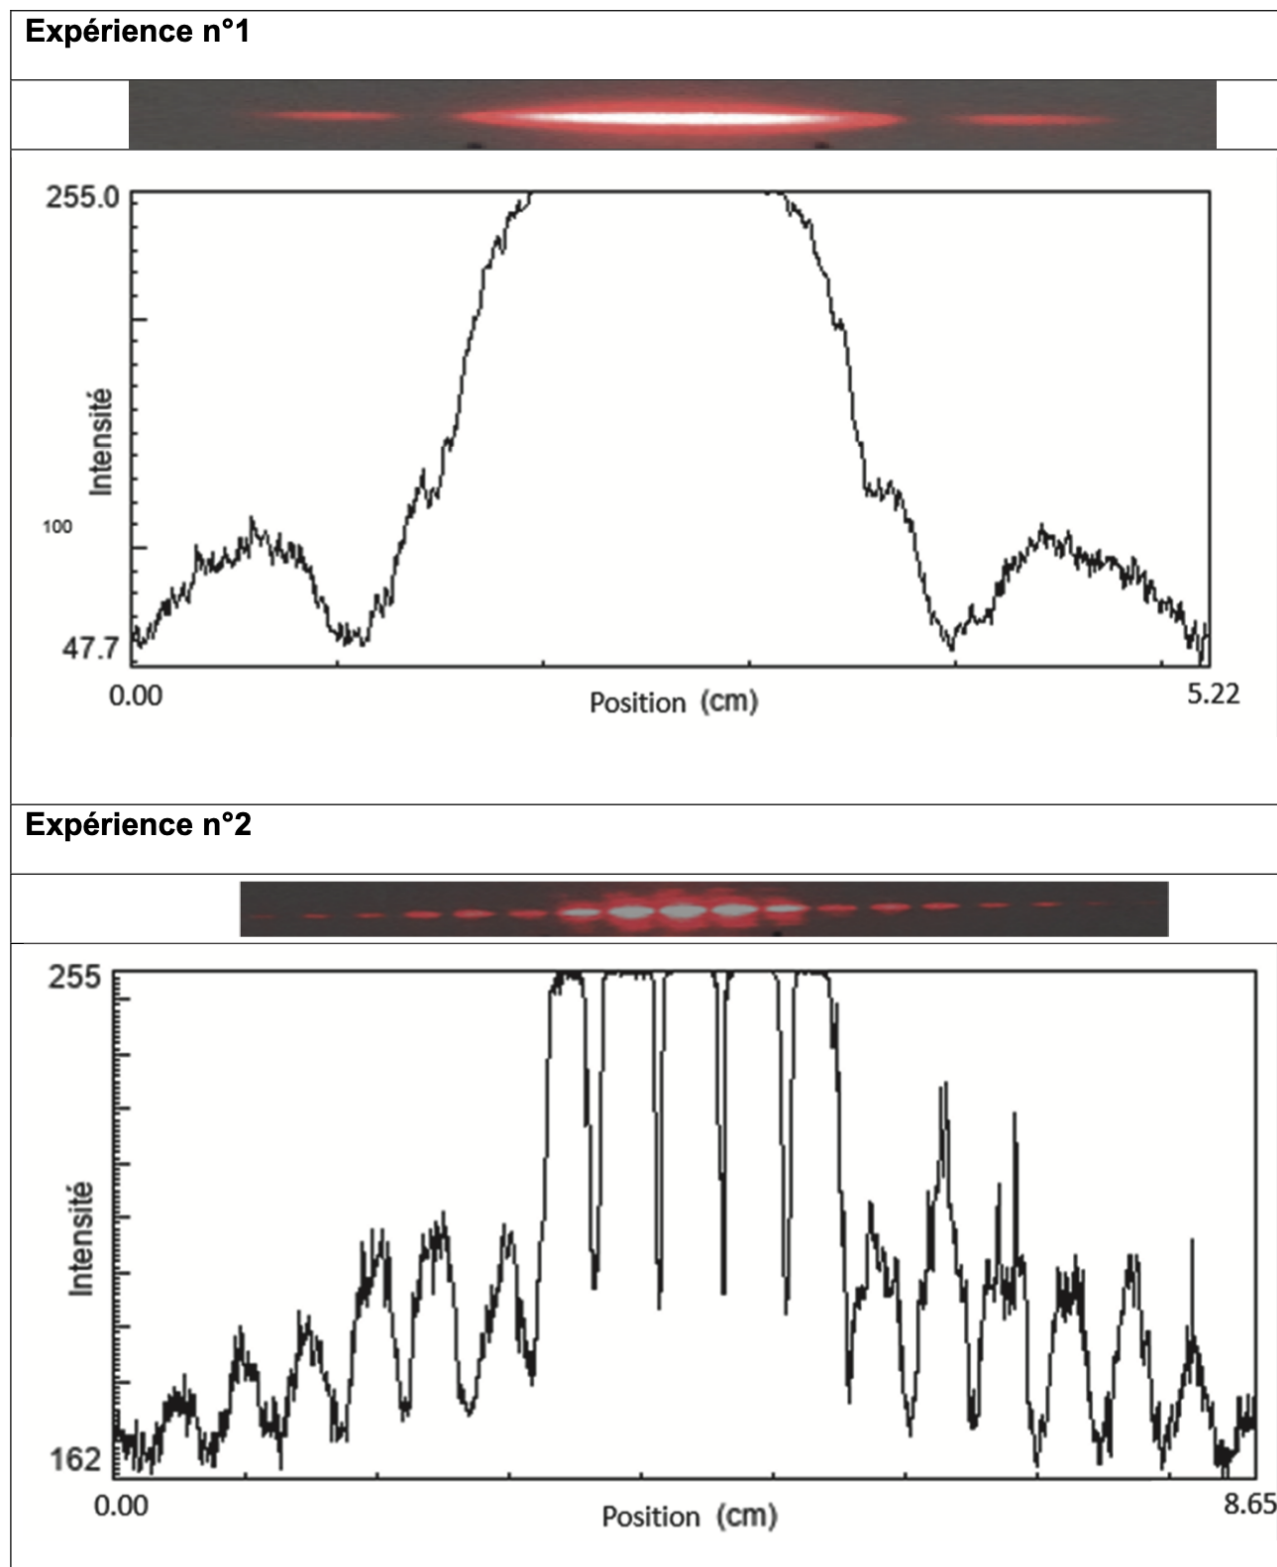 Expérience n°1
255.0
Intensité
100
47.7
0.00
Position (cm)
5.22
Expérience n°2
255
Intensité
162
0.00
Position (cm)
8.65